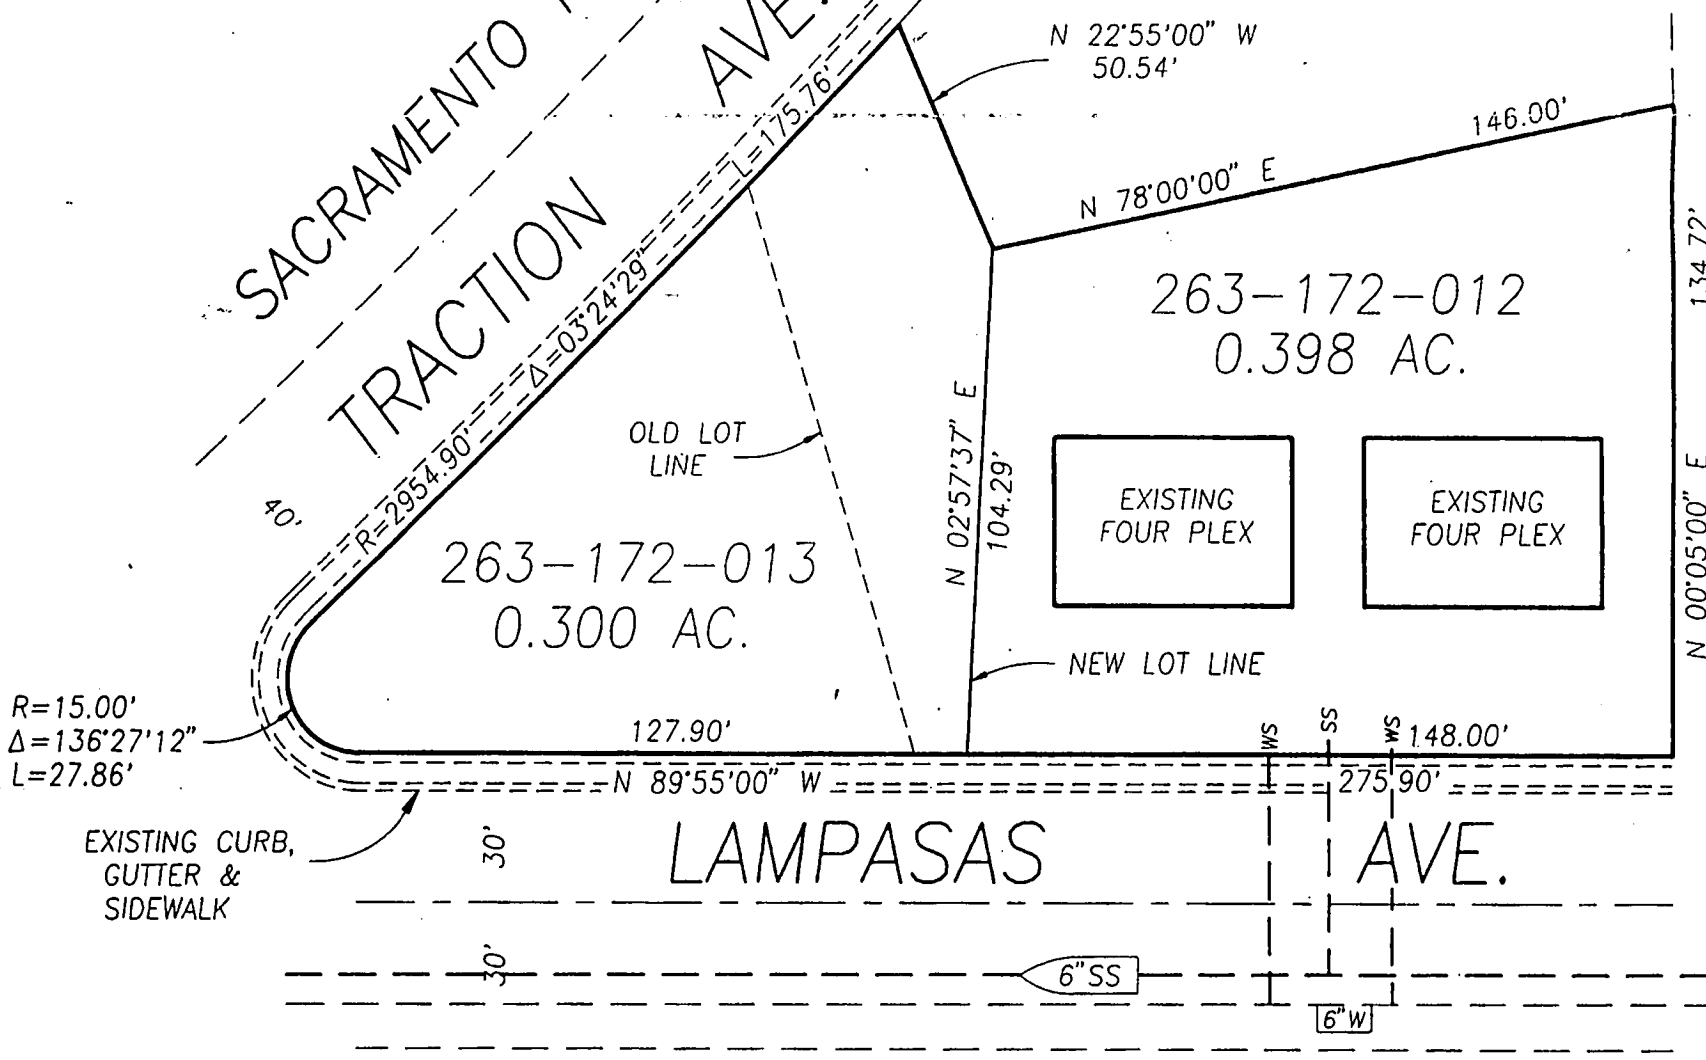 SACRAMENTO
TRACTION
AVE.
N 22°55'00" W
50.54'
146.00'
N 78°00'00" E
L=175.76'
Δ=03°24'29"
R=2954.90'
40'
OLD LOT
LINE
263-172-012
0.398 AC.
134.72'
N 00°05'00" E
N 02°57'37" E
104.29'
EXISTING
FOUR PLEX
EXISTING
FOUR PLEX
263-172-013
0.300 AC.
NEW LOT LINE
R=15.00'
Δ=136°27'12"
L=27.86'
127.90'
WS
SS
WS
148.00'
N 89°55'00" W
275.90'
EXISTING CURB,
GUTTER &
SIDEWALK
30'
LAMPASAS AVE.
30'
6"SS
6"W